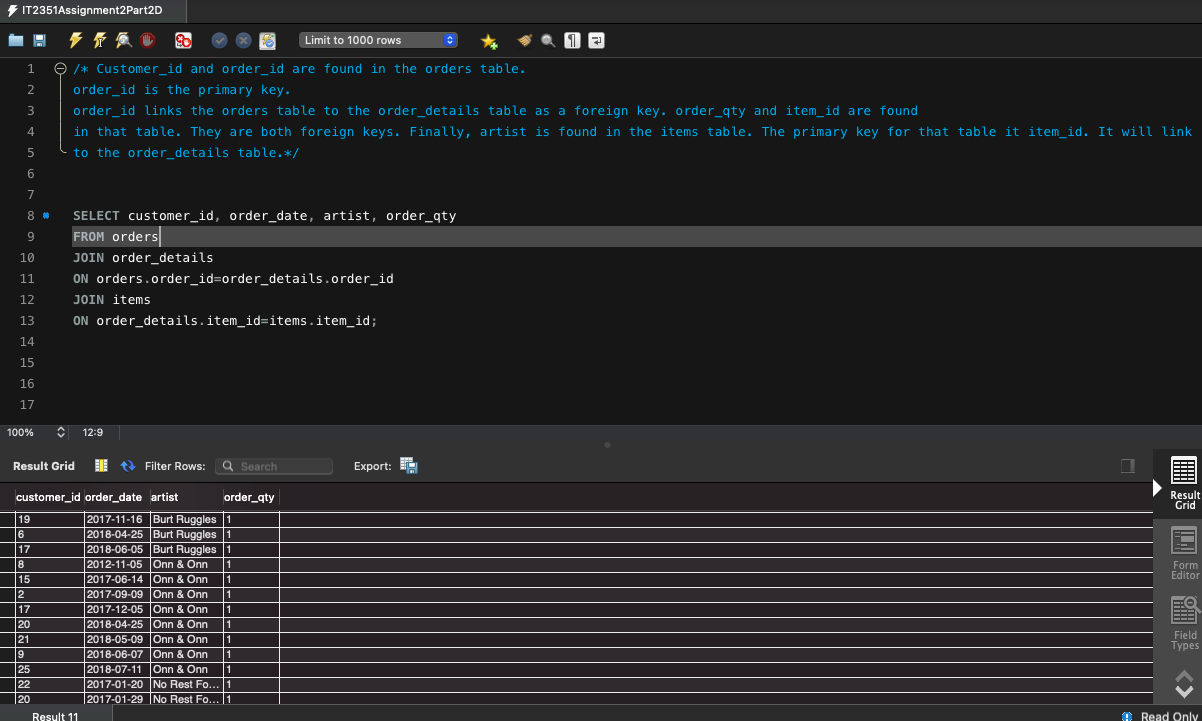 IT2351Assignment2Part2D
Limit to 1000 rows
1 /* Customer_id and order_id are found in the orders table.
2 order_id is the primary key.
3 order_id links the orders table to the order_details table as a foreign key. order_qty and item_id are found
4 in that table. They are both foreign keys. Finally, artist is found in the items table. The primary key for that table it item_id. It will link
5 to the order_details table.*/
6
7
8 SELECT customer_id, order_date, artist, order_qty
9 FROM orders
10 JOIN order_details
11 ON orders.order_id=order_details.order_id
12 JOIN items
13 ON order_details.item_id=items.item_id;
14
15
16
17
100% 12:9
Result Grid Filter Rows: Search Export:
customer_id order_date artist order_qty
19 2017-11-16 Burt Ruggles 1
6 2018-04-25 Burt Ruggles 1
17 2018-06-05 Burt Ruggles 1
8 2012-11-05 Onn & Onn 1
15 2017-06-14 Onn & Onn 1
2 2017-09-09 Onn & Onn 1
17 2017-12-05 Onn & Onn 1
20 2018-04-25 Onn & Onn 1
21 2018-05-09 Onn & Onn 1
9 2018-06-07 Onn & Onn 1
25 2018-07-11 Onn & Onn 1
22 2017-01-20 No Rest Fo... 1
20 2017-01-29 No Rest Fo... 1
Result
Grid
Form
Editor
Field
Types
Result 11
Read Only